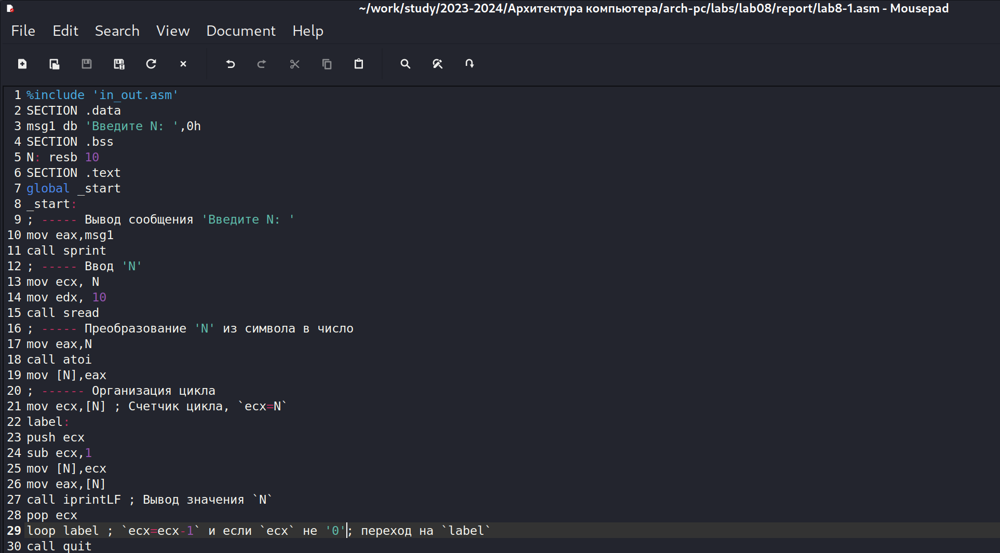 ~/work/study/2023-2024/Архитектура компьютера/arch-pc/labs/lab08/report/lab8-1.asm - Mousepad
File Edit Search View Document Help
1 %include 'in_out.asm'
2 SECTION .data
3 msg1 db 'Введите N: ',0h
4 SECTION .bss
5 N: resb 10
6 SECTION .text
7 global _start
8 _start:
9 ; ----- Вывод сообщения 'Введите N: '
10 mov eax,msg1
11 call sprint
12 ; ----- Ввод 'N'
13 mov ecx, N
14 mov edx, 10
15 call sread
16 ; ----- Преобразование 'N' из символа в число
17 mov eax,N
18 call atoi
19 mov [N],eax
20 ; ------ Организация цикла
21 mov ecx,[N] ; Счетчик цикла, `ecx=N`
22 label:
23 push ecx
24 sub ecx,1
25 mov [N],ecx
26 mov eax,[N]
27 call iprintLF ; Вывод значения `N`
28 pop ecx
29 loop label ; `ecx=ecx-1` и если `ecx` не '0'; переход на `label`
30 call quit